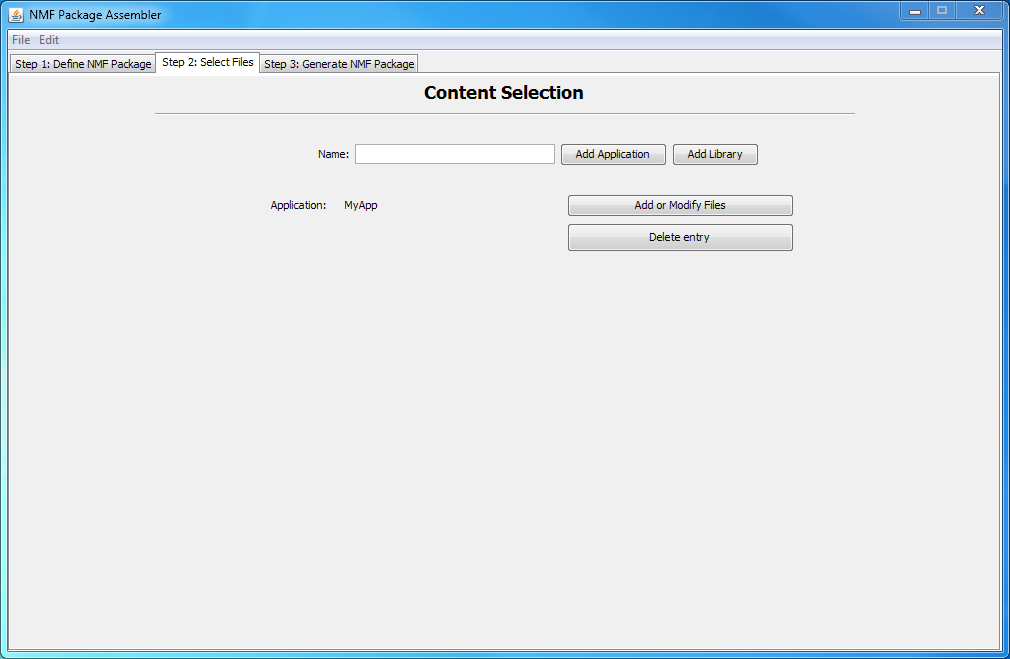 NMF Package Assembler
File Edit
Step 1: Define NMF Package Step 2: Select Files Step 3: Generate NMF Package
Content Selection
Name: Add Application Add Library
Application: MyApp Add or Modify Files
Delete entry